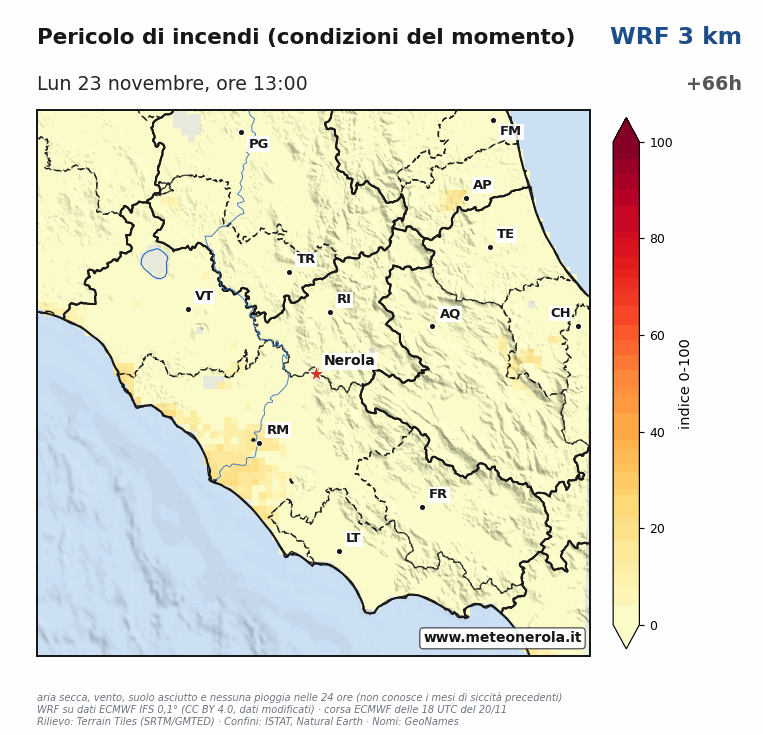 Pericolo di incendi (condizioni del momento)
WRF 3 km
Lun 23 novembre, ore 13:00
+66h
FM
PG
AP
TE
TR
VT
RI
AQ
CH
Nerola
RM
FR
LT
www.meteonerola.it
100
80
60
40
20
0
indice 0-100
aria secca, vento, suolo asciutto e nessuna pioggia nelle 24 ore (non conosce i mesi di siccità precedenti)
WRF su dati ECMWF IFS 0,1° (CC BY 4.0, dati modificati) · corsa ECMWF delle 18 UTC del 20/11
Rilievo: Terrain Tiles (SRTM/GMTED) · Confini: ISTAT, Natural Earth · Nomi: GeoNames